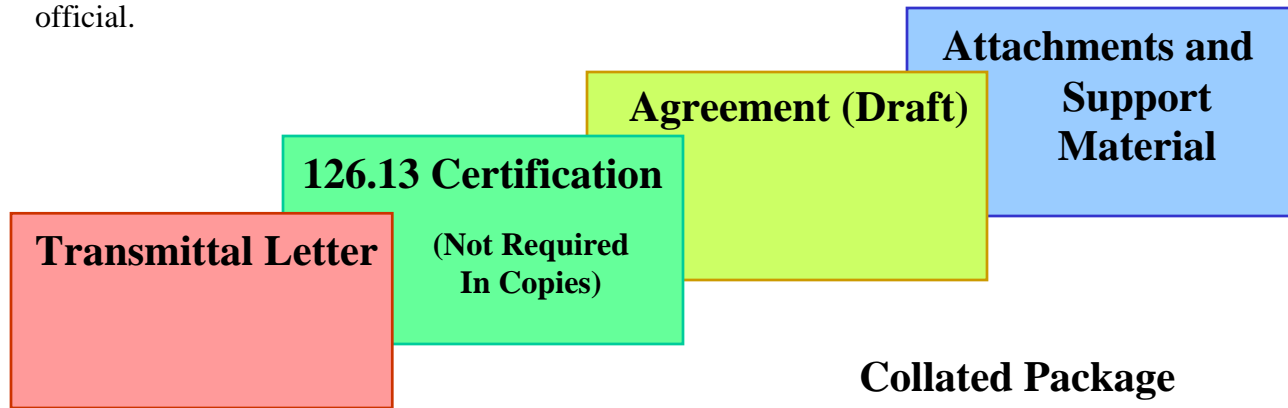 official.
Attachments and
Support
Material
Agreement (Draft)
126.13 Certification
(Not Required
In Copies)
Transmittal Letter
Collated Package